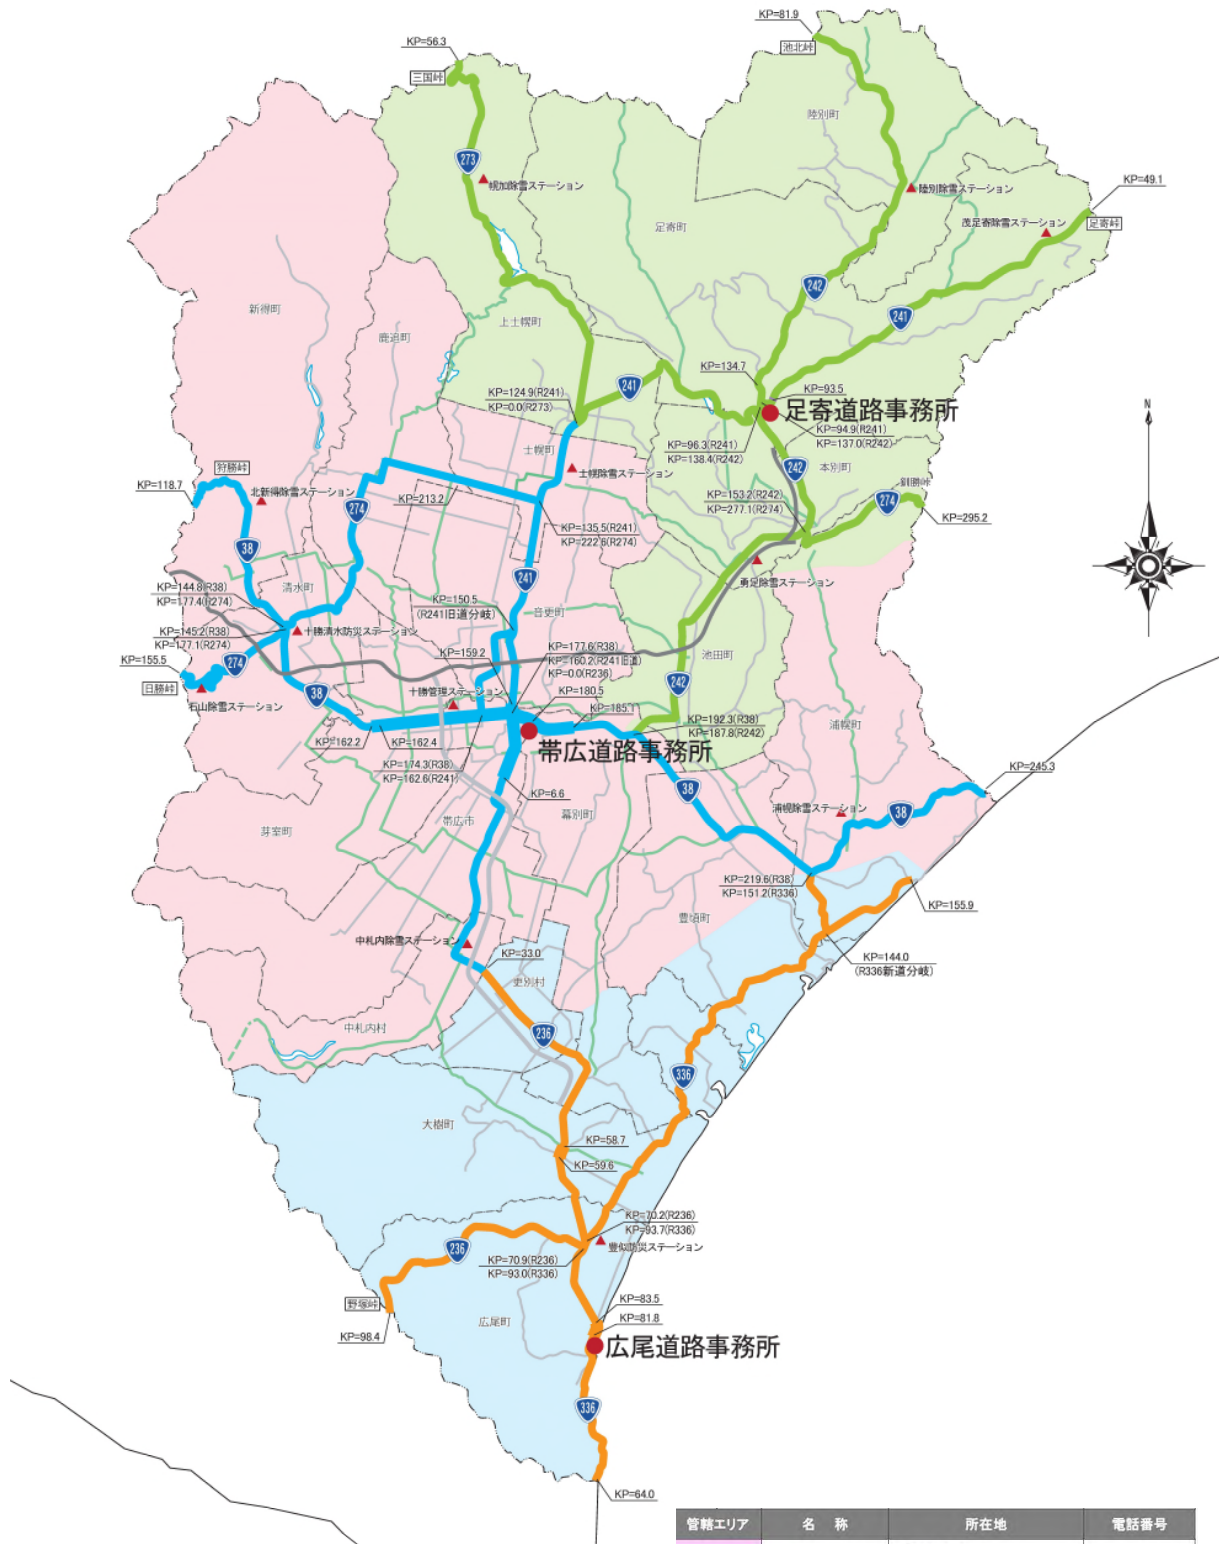 KP=81.9
池北峠
KP=56.3
三国峠
陸別町
273
幌加除雪ステーション
陸別除雪ステーション
KP=49.1
茂足寄除雪ステーション
足寄峠
足寄町
242
新得町
上士幌町
241
鹿追町
KP=134.7
241
KP=124.9(R241)
KP=0.0(R273)
KP=93.5
足寄道路事務所
KP=94.9(R241)
KP=137.0(R242)
KP=96.3(R241)
KP=138.4(R242)
士幌町
242
本別町
狩勝峠
士幌除雪ステーション
KP=118.7
北新得除雪ステーション
KP=213.2
KP=153.2(R242)
KP=277.1(R274)
釧勝峠
274
274
KP=295.2
KP=135.5(R241)
KP=222.6(R274)
38
勇足除雪ステーション
241
KP=144.8(R38)
KP=177.4(R274)
清水町
KP=150.5
(R241旧道分岐)
音更町
KP=145.2(R38)
KP=177.1(R274)
十勝清水防災ステーション
KP=159.2
KP=177.6(R38)
KP=160.2(R241旧道)
KP=0.0(R236)
池田町
KP=155.5
274
日勝峠
石山除雪ステーション
38
十勝管理ステーション
242
KP=180.5
KP=185.1
KP=192.3(R38)
KP=187.8(R242)
浦幌町
KP=162.2
KP=162.4
帯広道路事務所
KP=174.3(R38)
KP=162.6(R241)
KP=245.3
KP=6.6
38
浦幌除雪ステーション
38
芽室町
帯広市
幕別町
KP=219.6(R38)
KP=151.2(R336)
KP=155.9
豊頃町
中札内除雪ステーション
KP=33.0
KP=144.0
(R336新道分岐)
更別村
中札内村
236
336
大樹町
KP=58.7
KP=59.6
KP=70.2(R236)
KP=93.7(R336)
236
豊似防災ステーション
KP=70.9(R236)
KP=93.0(R336)
野塚峠
KP=83.5
広尾町
KP=81.8
KP=98.4
広尾道路事務所
336
KP=64.0
N
管轄エリア 名 称 所在地 電話番号